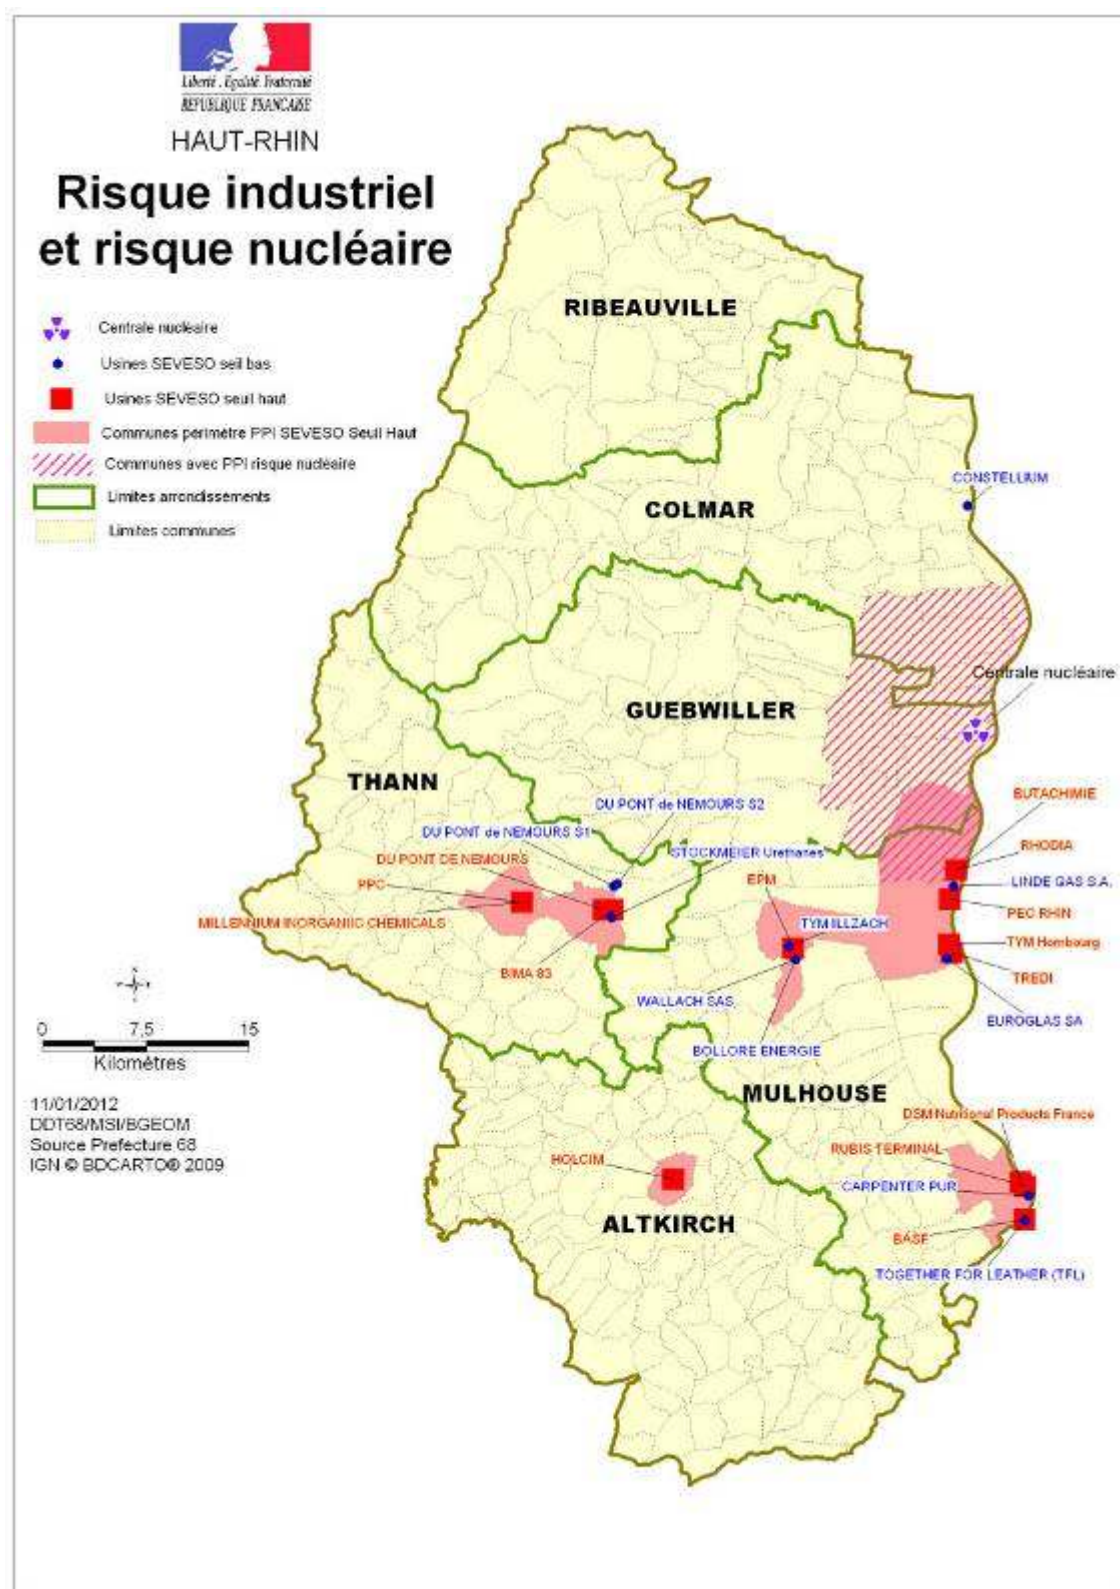 Liberté . Égalité . Fraternité
RÉPUBLIQUE FRANÇAISE
HAUT-RHIN
Risque industriel
et risque nucléaire
Centrale nucléaire
Usines SEVESO seil bas
Usines SEVESO seuil haut
Communes périmètre PPI SEVESO Seuil Haut
Communes avec PPI risque nucléaire
Limites arrondissements
Limites communes
RIBEAUVILLE
CONSTELLIUM
COLMAR
Centrale nucléaire
GUEBWILLER
THANN
BUTACHIMIE
DU PONT de NEMOURS S2
DU PONT de NEMOURS S1
RHODIA
STOCKMEIER Urethanes
DU PONT DE NEMOURS
EPM
LINDE GAS S.A.
PPC
PEC RHIN
MILLENNIUM INORGANIIC CHEMICALS
TYM ILLZACH
TYM Hombourg
BIMA 83
TREDI
WALLACH SAS
EUROGLAS SA
BOLLORE ENERGIE
MULHOUSE
DSM Nutritional Products France
RUBIS TERMINAL
HOLCIM
CARPENTER PUR
ALTKIRCH
BASF
TOGETHER FOR LEATHER (TFL)
0 7,5 15
Kilomètres
11/01/2012
DDT68/MSI/BGEOM
Source Prefecture 68
IGN © BDCARTO® 2009